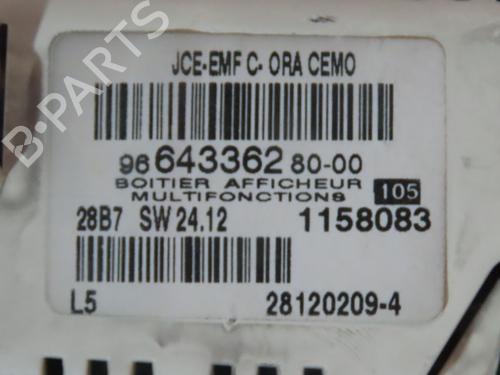 JCE-EMF C- ORA CEMO
96 643362 80-00
BOITIER AFFICHEUR
MULTIFONCTIONS 105
28B7 SW 24.12 1158083
L5 28120209-4
B-PARTS